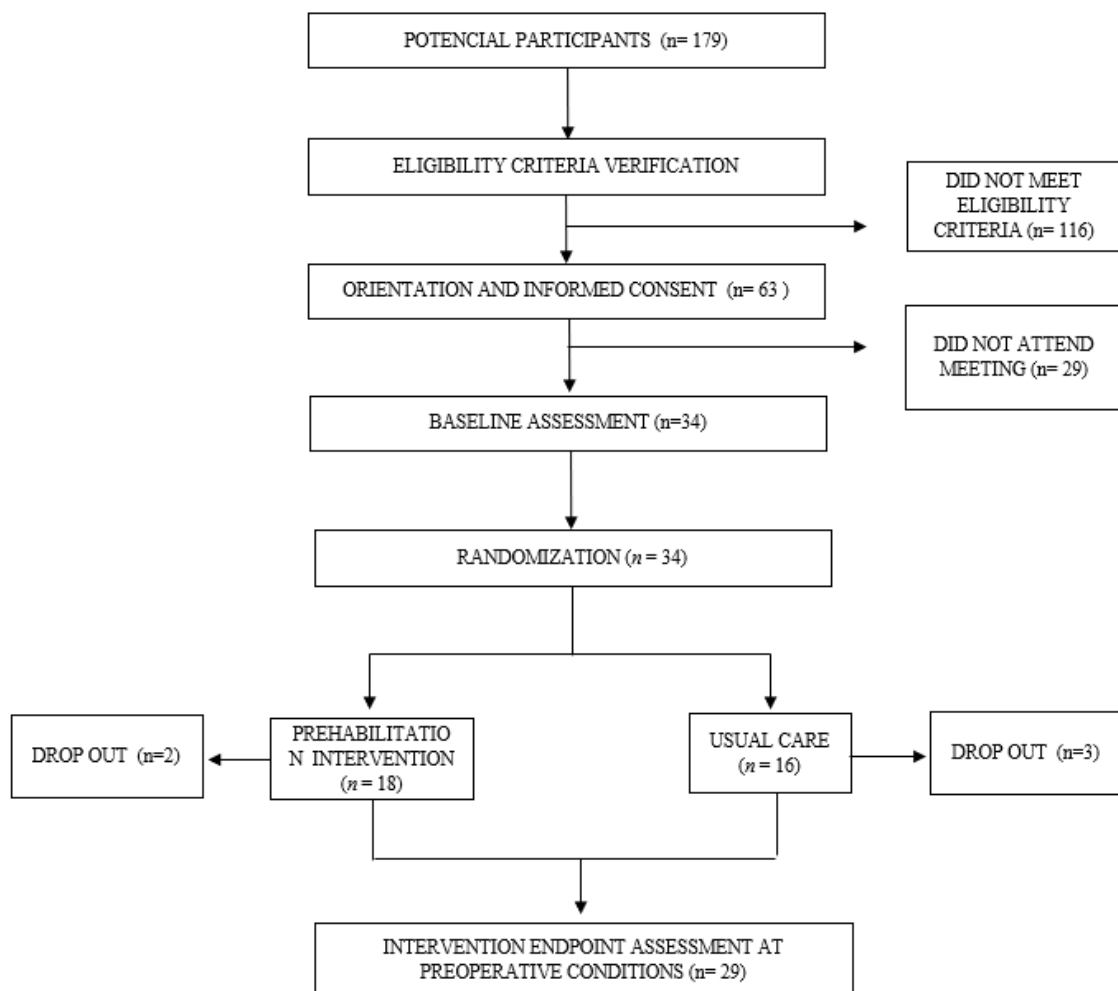 POTENCIAL PARTICIPANTS (n= 179)
ELIGIBILITY CRITERIA VERIFICATION
DID NOT MEET
ELIGIBILITY
CRITERIA (n= 116)
ORIENTATION AND INFORMED CONSENT (n= 63 )
DID NOT ATTEND
MEETING (n= 29)
BASELINE ASSESSMENT (n=34)
RANDOMIZATION (n = 34)
DROP OUT (n=2)
PREHABILITATIO
N INTERVENTION
(n = 18)
USUAL CARE
(n = 16)
DROP OUT (n=3)
INTERVENTION ENDPOINT ASSESSMENT AT
PREOPERATIVE CONDITIONS (n= 29)